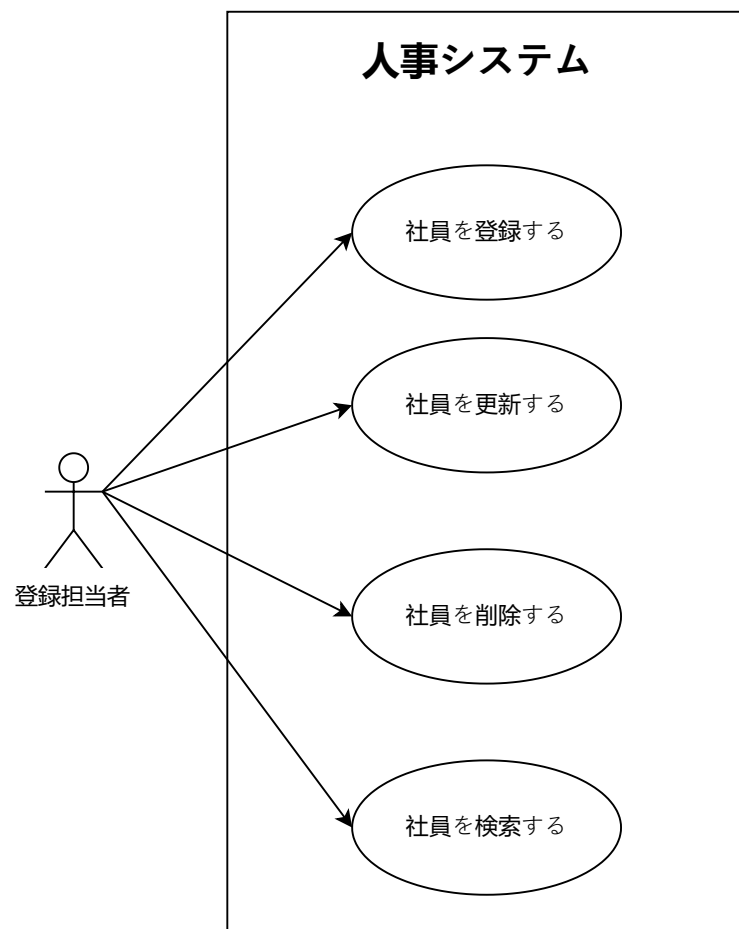 人事システム
社員を登録する
社員を更新する
登録担当者
社員を削除する
社員を検索する